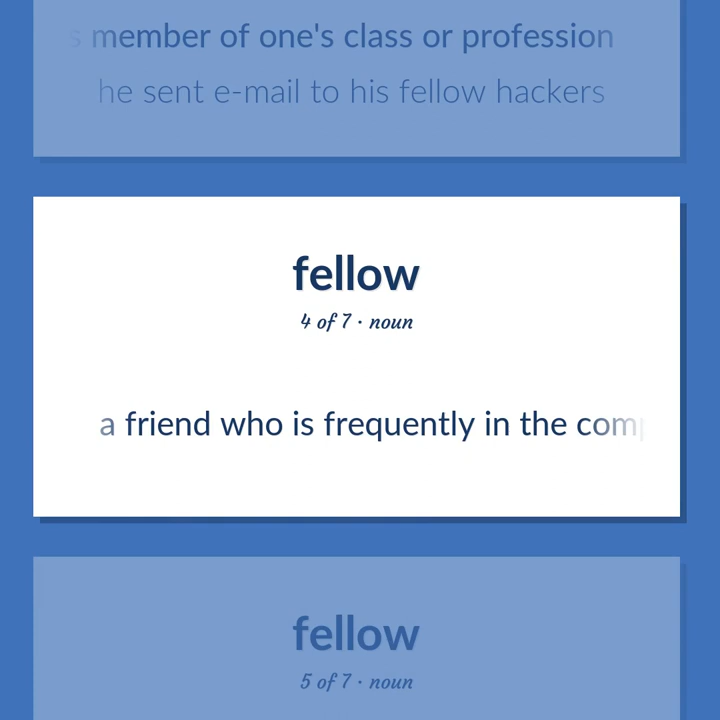 member of one's class or profession
he sent e-mail to his fellow hackers
fellow
4 of 7 · noun
a friend who is frequently in the
fellow
5 of 7 · noun